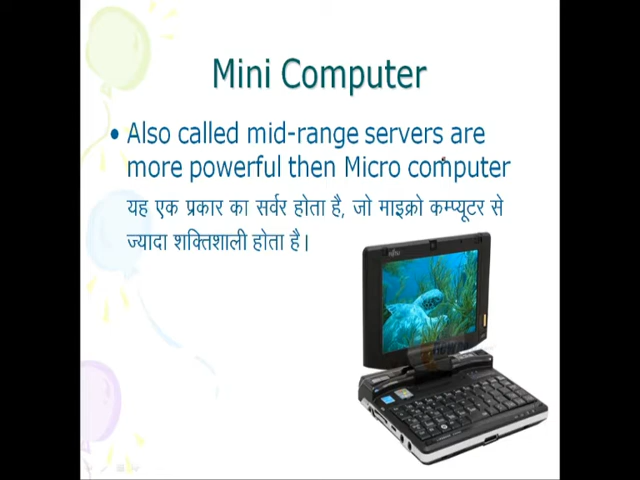 Mini Computer
• Also called mid-range servers are
more powerful then Micro computer
यह एक प्रकार का सर्वर होता है, जो माइक्रो कम्प्यूटर से
ज्यादा शक्तिशाली होता है।
FUJITSU